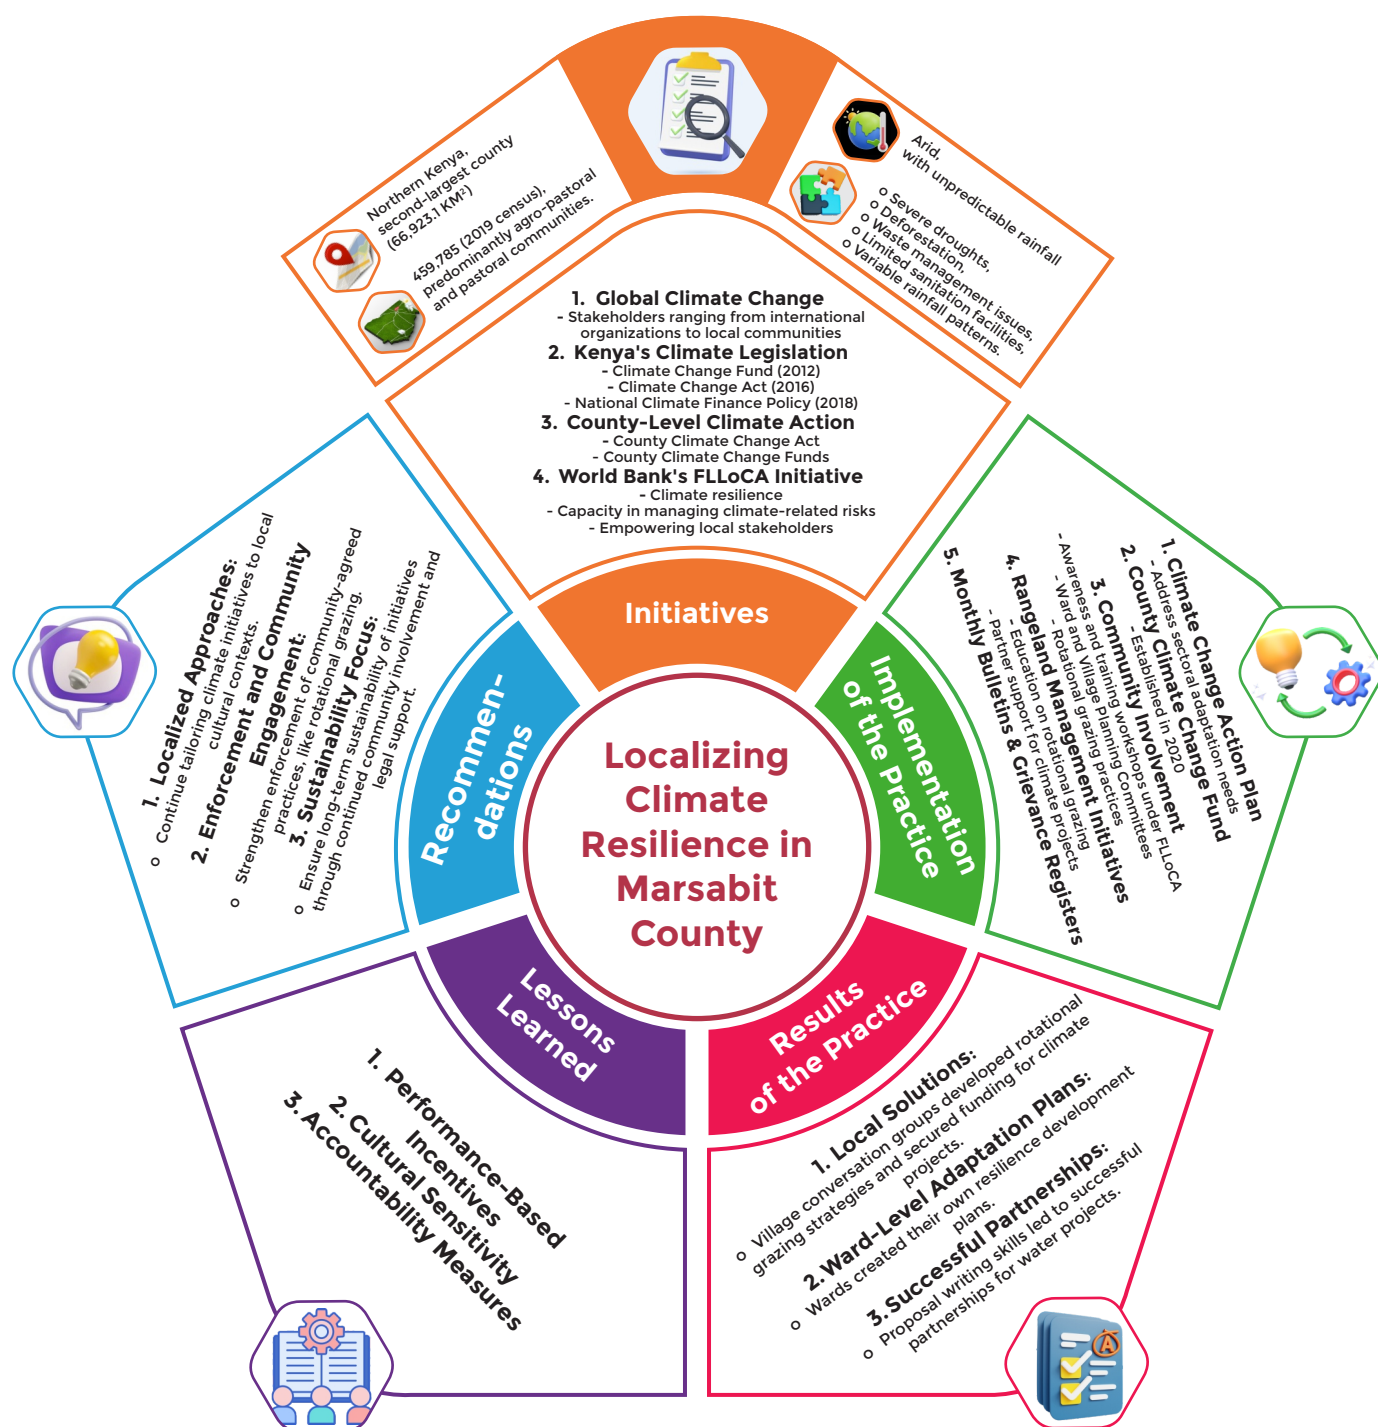 Northern Kenya,
second-largest county
(66,923.1 KM²)
459,785 (2019 census),
predominantly agro-pastoral
and pastoral communities.
Arid,
with unpredictable rainfall
o Severe droughts,
o Deforestation,
o Waste management issues,
o Limited sanitation facilities,
o Variable rainfall patterns.
1. Global Climate Change
- Stakeholders ranging from international
organizations to local communities
2. Kenya's Climate Legislation
- Climate Change Fund (2012)
- Climate Change Act (2016)
- National Climate Finance Policy (2018)
3. County-Level Climate Action
- County Climate Change Act
- County Climate Change Funds
4. World Bank's FLLoCA Initiative
- Climate resilience
- Capacity in managing climate-related risks
- Empowering local stakeholders
Initiatives
Localizing
Climate
Resilience in
Marsabit
County
Implementation
of the Practice
1. Climate Change Action Plan
- Address sectoral adaptation needs
2. County Climate Change Fund
- Established in 2020
3. Community Involvement
- Awareness and training workshops under FLLoCA
- Ward and Village Planning Committees
- Rotational grazing practices
4. Rangeland Management Initiatives
- Education on rotational grazing
- Partner support for climate projects
5. Monthly Bulletins & Grievance Registers
Results
of the Practice
1. Local Solutions:
o Village conversation groups developed rotational
grazing strategies and secured funding for climate
projects.
2. Ward-Level Adaptation Plans:
o Wards created their own resilience development
plans.
3. Successful Partnerships:
o Proposal writing skills led to successful
partnerships for water projects.
A
Lessons
Learned
1. Performance-Based
Incentives
2. Cultural Sensitivity
3. Accountability Measures
Recommen-
dations
1. Localized Approaches:
o Continue tailoring climate initiatives to local
cultural contexts.
2. Enforcement and Community
Engagement:
o Strengthen enforcement of community-agreed
practices, like rotational grazing.
3. Sustainability Focus:
o Ensure long-term sustainability of initiatives
through continued community involvement and
legal support.